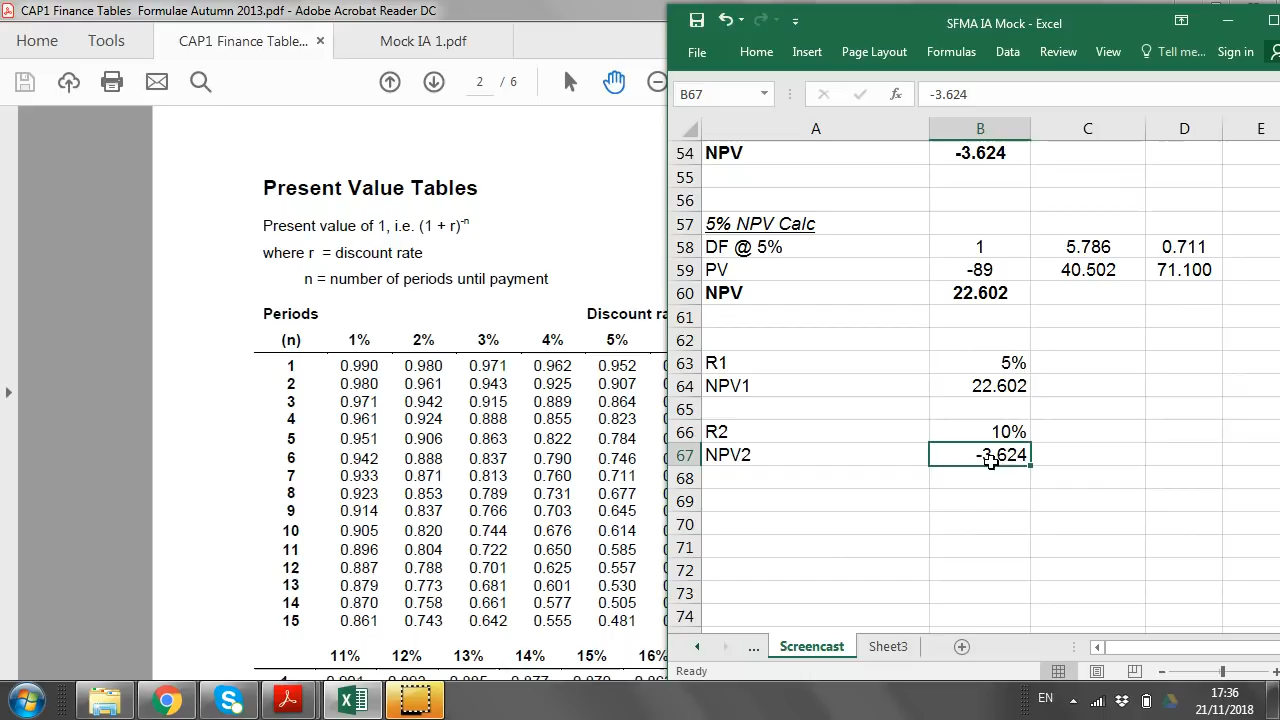 CAP1 Finance Tables  Formulae Autumn 2013.pdf - Adobe Acrobat Reader DC
Home Tools CAP1 Finance Table... × Mock IA 1.pdf
2 / 6
Present Value Tables
Present value of 1, i.e. (1 + r)⁻ⁿ
where r = discount rate
n = number of periods until payment
Periods Discount ra
(n) 1% 2% 3% 4% 5%
1 0.990 0.980 0.971 0.962 0.952
2 0.980 0.961 0.943 0.925 0.907
3 0.971 0.942 0.915 0.889 0.864
4 0.961 0.924 0.888 0.855 0.823
5 0.951 0.906 0.863 0.822 0.784
6 0.942 0.888 0.837 0.790 0.746
7 0.933 0.871 0.813 0.760 0.711
8 0.923 0.853 0.789 0.731 0.677
9 0.914 0.837 0.766 0.703 0.645
10 0.905 0.820 0.744 0.676 0.614
11 0.896 0.804 0.722 0.650 0.585
12 0.887 0.788 0.701 0.625 0.557
13 0.879 0.773 0.681 0.601 0.530
14 0.870 0.758 0.661 0.577 0.505
15 0.861 0.743 0.642 0.555 0.481
11% 12% 13% 14% 15% 16%
SFMA IA Mock - Excel
File Home Insert Page Layout Formulas Data Review View Tell me... Sign in
B67 fx -3.624
A B C D E
54 NPV -3.624
55
56
57 5% NPV Calc
58 DF @ 5% 1 5.786 0.711
59 PV -89 40.502 71.100
60 NPV 22.602
61
62
63 R1 5%
64 NPV1 22.602
65
66 R2 10%
67 NPV2 -3.624
68
69
70
71
72
73
74
... Screencast Sheet3
Ready
EN 17:36
21/11/2018